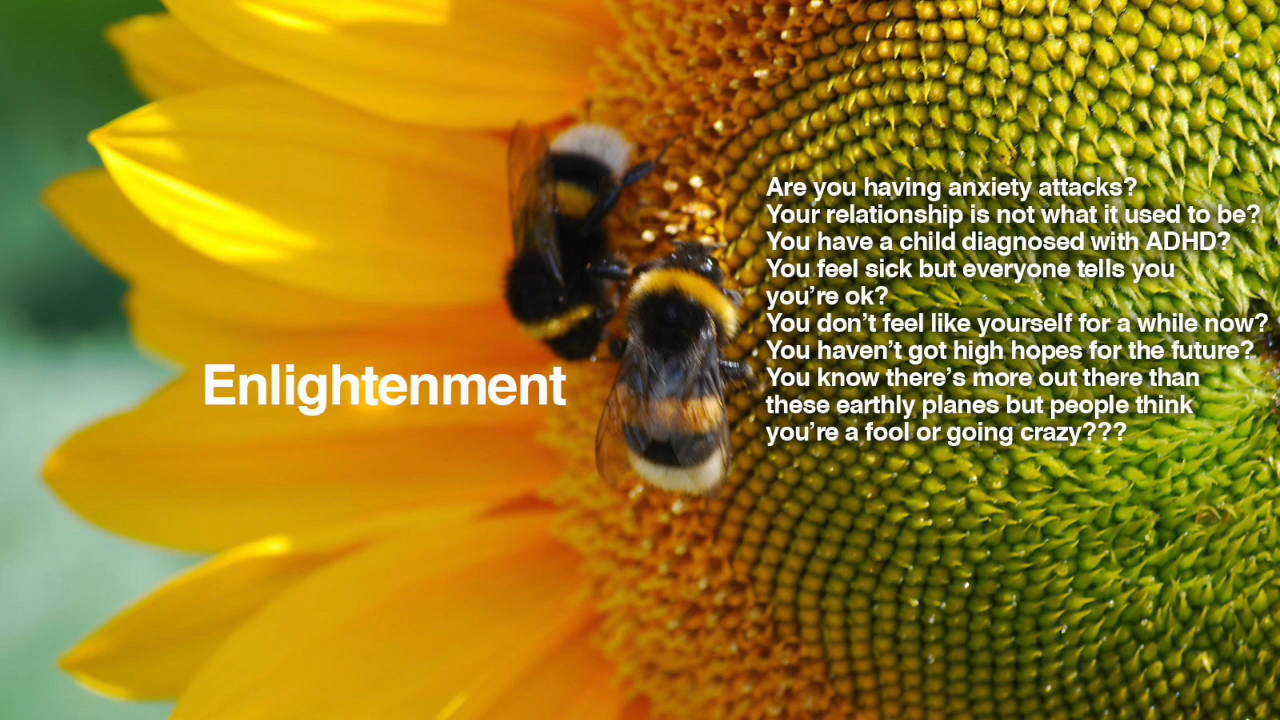 Enlightenment
Are you having anxiety attacks?
Your relationship is not what it used to be?
You have a child diagnosed with ADHD?
You feel sick but everyone tells you
you’re ok?
You don’t feel like yourself for a while now?
You haven’t got high hopes for the future?
You know there’s more out there than
these earthly planes but people think
you’re a fool or going crazy???